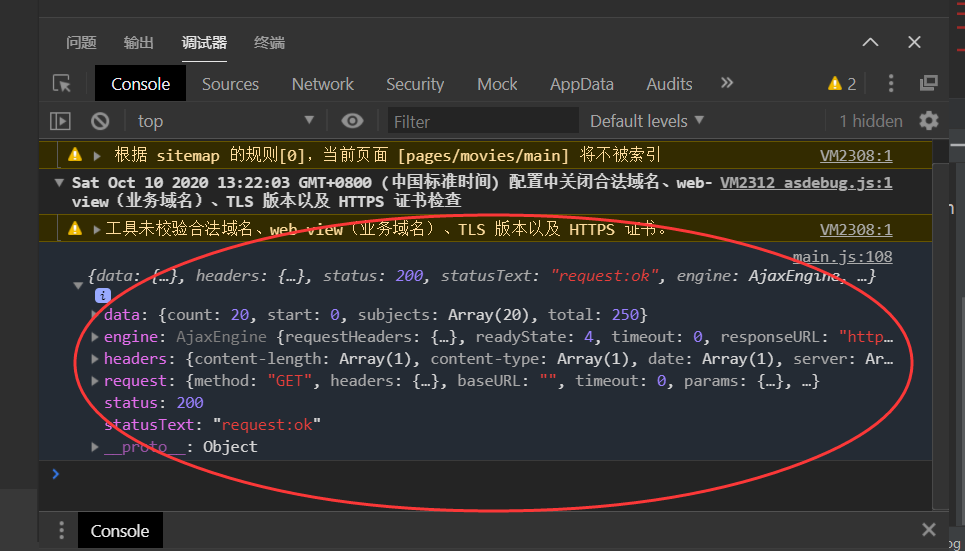 问题 输出 调试器 终端
Console Sources Network Security Mock AppData Audits 2
top Filter Default levels 1 hidden
根据 sitemap 的规则[0],当前页面 [pages/movies/main] 将不被索引 VM2308:1
Sat Oct 10 2020 13:22:03 GMT+0800 (中国标准时间) 配置中关闭合法域名、web- VM2312 asdebug.js:1
view（业务域名）、TLS 版本以及 HTTPS 证书检查
工具未校验合法域名、web-view（业务域名）、TLS 版本以及 HTTPS 证书。 VM2308:1
main.js:108
{data: {…}, headers: {…}, status: 200, statusText: "request:ok", engine: AjaxEngine, …}
i
data: {count: 20, start: 0, subjects: Array(20), total: 250}
engine: AjaxEngine {requestHeaders: {…}, readyState: 4, timeout: 0, responseURL: "http…
headers: {content-length: Array(1), content-type: Array(1), date: Array(1), server: Ar…
request: {method: "GET", headers: {…}, baseURL: "", timeout: 0, params: {…}, …}
status: 200
statusText: "request:ok"
__proto__: Object
Console